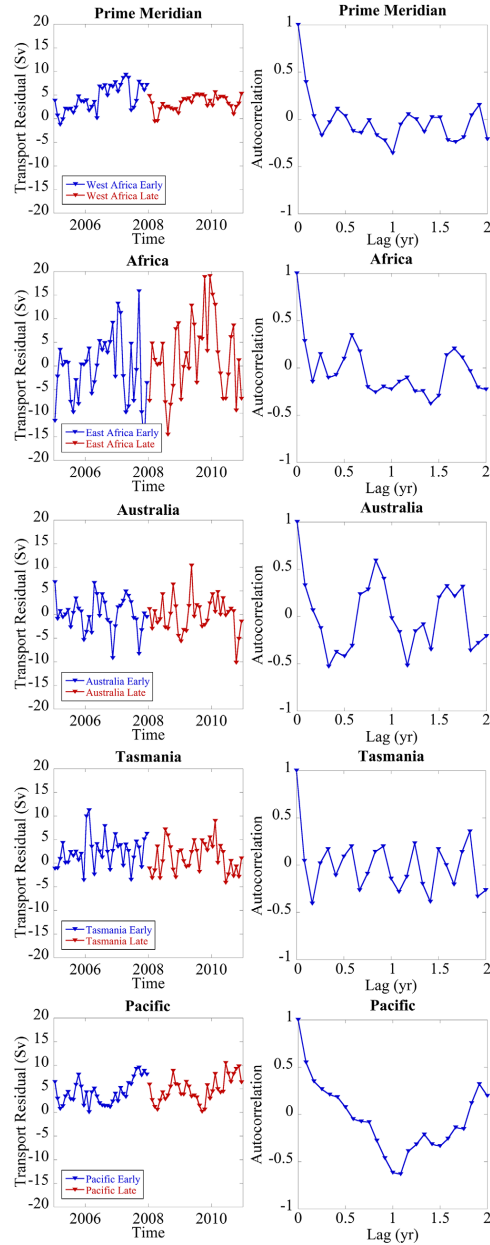 Prime Meridian
Transport Residual (Sv)
20
15
10
5
0
-5
-10
-15
-20
West Africa Early
West Africa Late
2006
2008
2010
Time
Prime Meridian
Autocorrelation
1
0.5
0
-0.5
-1
0
0.5
1
1.5
2
Lag (yr)
Africa
Transport Residual (Sv)
20
15
10
5
0
-5
-10
-15
-20
East Africa Early
East Africa Late
2006
2008
2010
Time
Africa
Autocorrelation
1
0.5
0
-0.5
-1
0
0.5
1
1.5
2
Lag (yr)
Australia
Transport Residual (Sv)
20
15
10
5
0
-5
-10
-15
-20
Australia Early
Australia Late
2006
2008
2010
Time
Australia
Autocorrelation
1
0.5
0
-0.5
-1
0
0.5
1
1.5
2
Lag (yr)
Tasmania
Transport Residual (Sv)
20
15
10
5
0
-5
-10
-15
-20
Tasmania Early
Tasmania Late
2006
2008
2010
Time
Tasmania
Autocorrelation
1
0.5
0
-0.5
-1
0
0.5
1
1.5
2
Lag (yr)
Pacific
Transport Residual (Sv)
20
15
10
5
0
-5
-10
-15
-20
Pacific Early
Pacific Late
2006
2008
2010
Time
Pacific
Autocorrelation
1
0.5
0
-0.5
-1
0
0.5
1
1.5
2
Lag (yr)